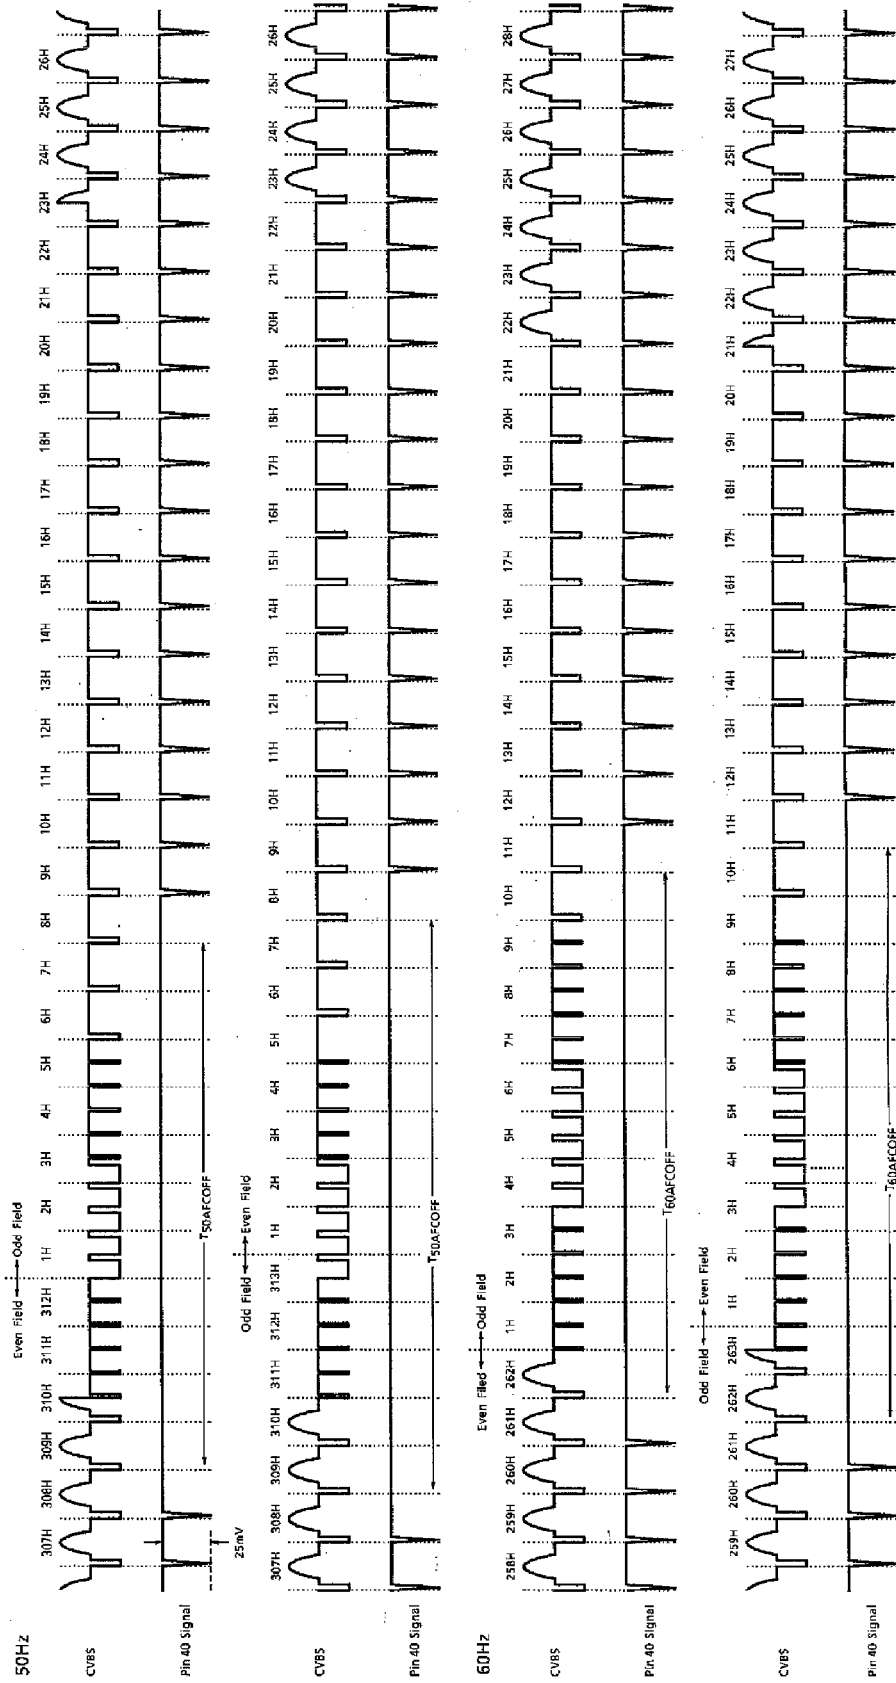 50Hz
Even Field Odd Field
307H 308H 309H 310H 311H 312H 1H 2H 3H 4H 5H 6H 7H 8H 9H 10H 11H 12H 13H 14H 15H 16H 17H 18H 19H 20H 21H 22H 23H 24H 25H 26H
CVBS
Pin 40 Signal
T50AFCOFF
25mV
Odd Field Even Field
307H 308H 309H 310H 311H 312H 313H 1H 2H 3H 4H 5H 6H 7H 8H 9H 10H 11H 12H 13H 14H 15H 16H 17H 18H 19H 20H 21H 22H 23H 24H 25H 26H
CVBS
Pin 40 Signal
T50AFCOFF
60Hz
Even Filed Odd Field
258H 259H 260H 261H 262H 1H 2H 3H 4H 5H 6H 7H 8H 9H 10H 11H 12H 13H 14H 15H 16H 17H 18H 19H 20H 21H 22H 23H 24H 25H 26H 27H 28H
CVBS
Pin 40 Signal
T60AFCOFF
Odd Field Even Field
259H 260H 261H 262H 263H 1H 2H 3H 4H 5H 6H 7H 8H 9H 10H 11H 12H 13H 14H 15H 16H 17H 18H 19H 20H 21H 22H 23H 24H 25H 26H 27H
CVBS
Pin 40 Signal
T60AFCOFF